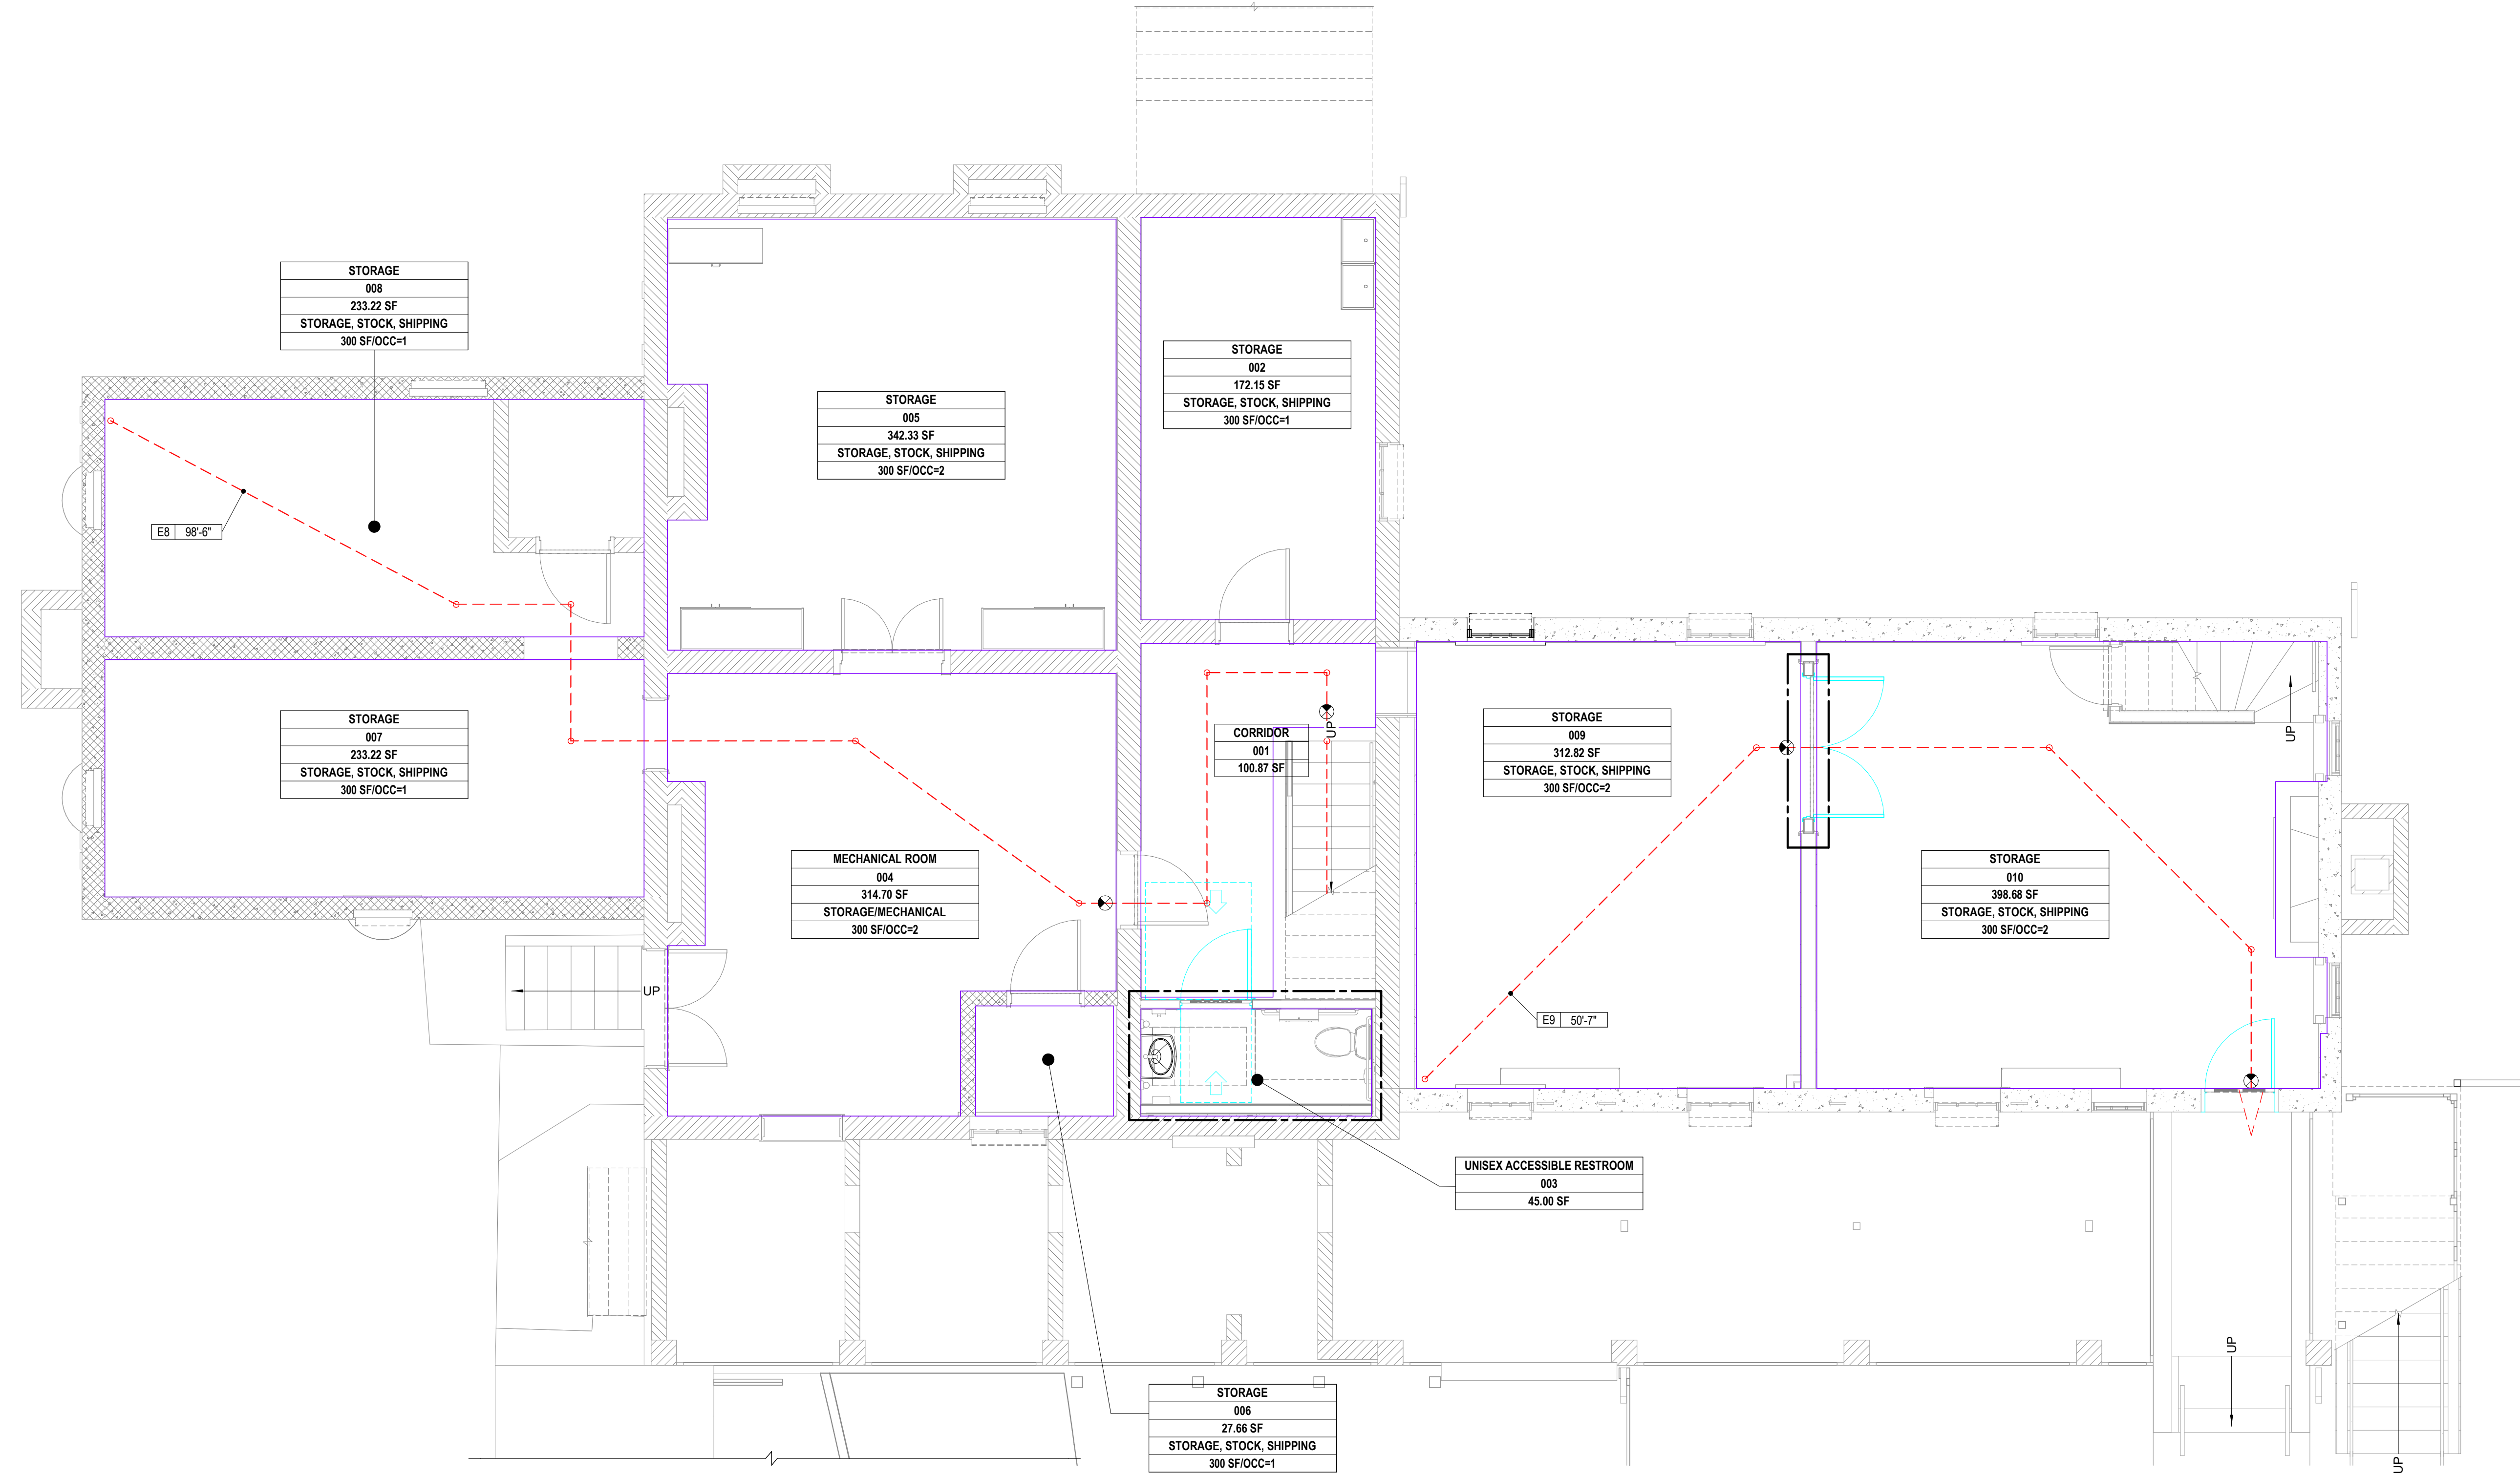 STORAGE
008
233.22 SF
STORAGE, STOCK, SHIPPING
300 SF/OCC=1
STORAGE
002
172.15 SF
STORAGE, STOCK, SHIPPING
300 SF/OCC=1
STORAGE
005
342.33 SF
STORAGE, STOCK, SHIPPING
300 SF/OCC=2
E8 98'-6"
STORAGE
007
233.22 SF
STORAGE, STOCK, SHIPPING
300 SF/OCC=1
CORRIDOR
001
100.87 SF
UP
STORAGE
009
312.82 SF
STORAGE, STOCK, SHIPPING
300 SF/OCC=2
UP
MECHANICAL ROOM
004
314.70 SF
STORAGE/MECHANICAL
300 SF/OCC=2
STORAGE
010
398.68 SF
STORAGE, STOCK, SHIPPING
300 SF/OCC=2
UP
E9 50'-7"
UNISEX ACCESSIBLE RESTROOM
003
45.00 SF
STORAGE
006
27.66 SF
STORAGE, STOCK, SHIPPING
300 SF/OCC=1
UP
UP